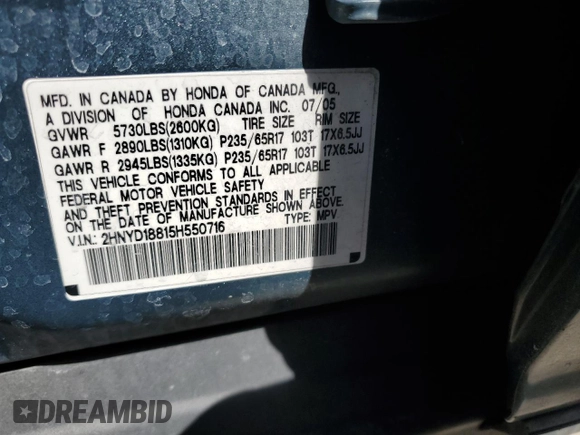 MFD. IN CANADA BY HONDA OF CANADA MFG.,
A DIVISION OF HONDA CANADA INC. 07/05
GVWR 5730LBS(2600KG) TIRE SIZE RIM SIZE
GAWR F 2890LBS(1310KG) P235/65R17 103T 17X6.5JJ
GAWR R 2945LBS(1335KG) P235/65R17 103T 17X6.5JJ
THIS VEHICLE CONFORMS TO ALL APPLICABLE
FEDERAL MOTOR VEHICLE SAFETY
AND THEFT PREVENTION STANDARDS IN EFFECT
ON THE DATE OF MANUFACTURE SHOWN ABOVE.
V.I.N.: 2HNYD18815H550716 TYPE: MPV
DREAMBID